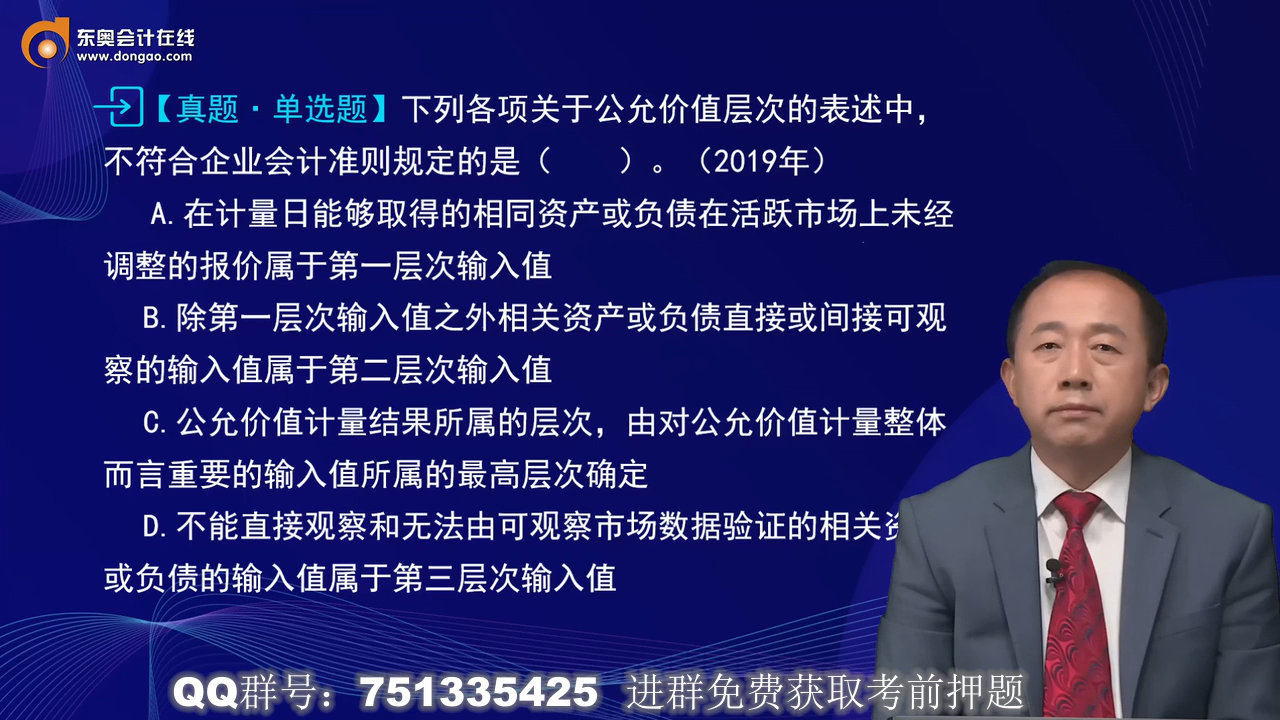 东奥会计在线
www.dongao.com
【真题·单选题】下列各项关于公允价值层次的表述中，
不符合企业会计准则规定的是（　　）。（2019年）
A.在计量日能够取得的相同资产或负债在活跃市场上未经
调整的报价属于第一层次输入值
B.除第一层次输入值之外相关资产或负债直接或间接可观
察的输入值属于第二层次输入值
C.公允价值计量结果所属的层次，由对公允价值计量整体
而言重要的输入值所属的最高层次确定
D.不能直接观察和无法由可观察市场数据验证的相关
或负债的输入值属于第三层次输入值
QQ群号：751335425 进群免费获取考前押题